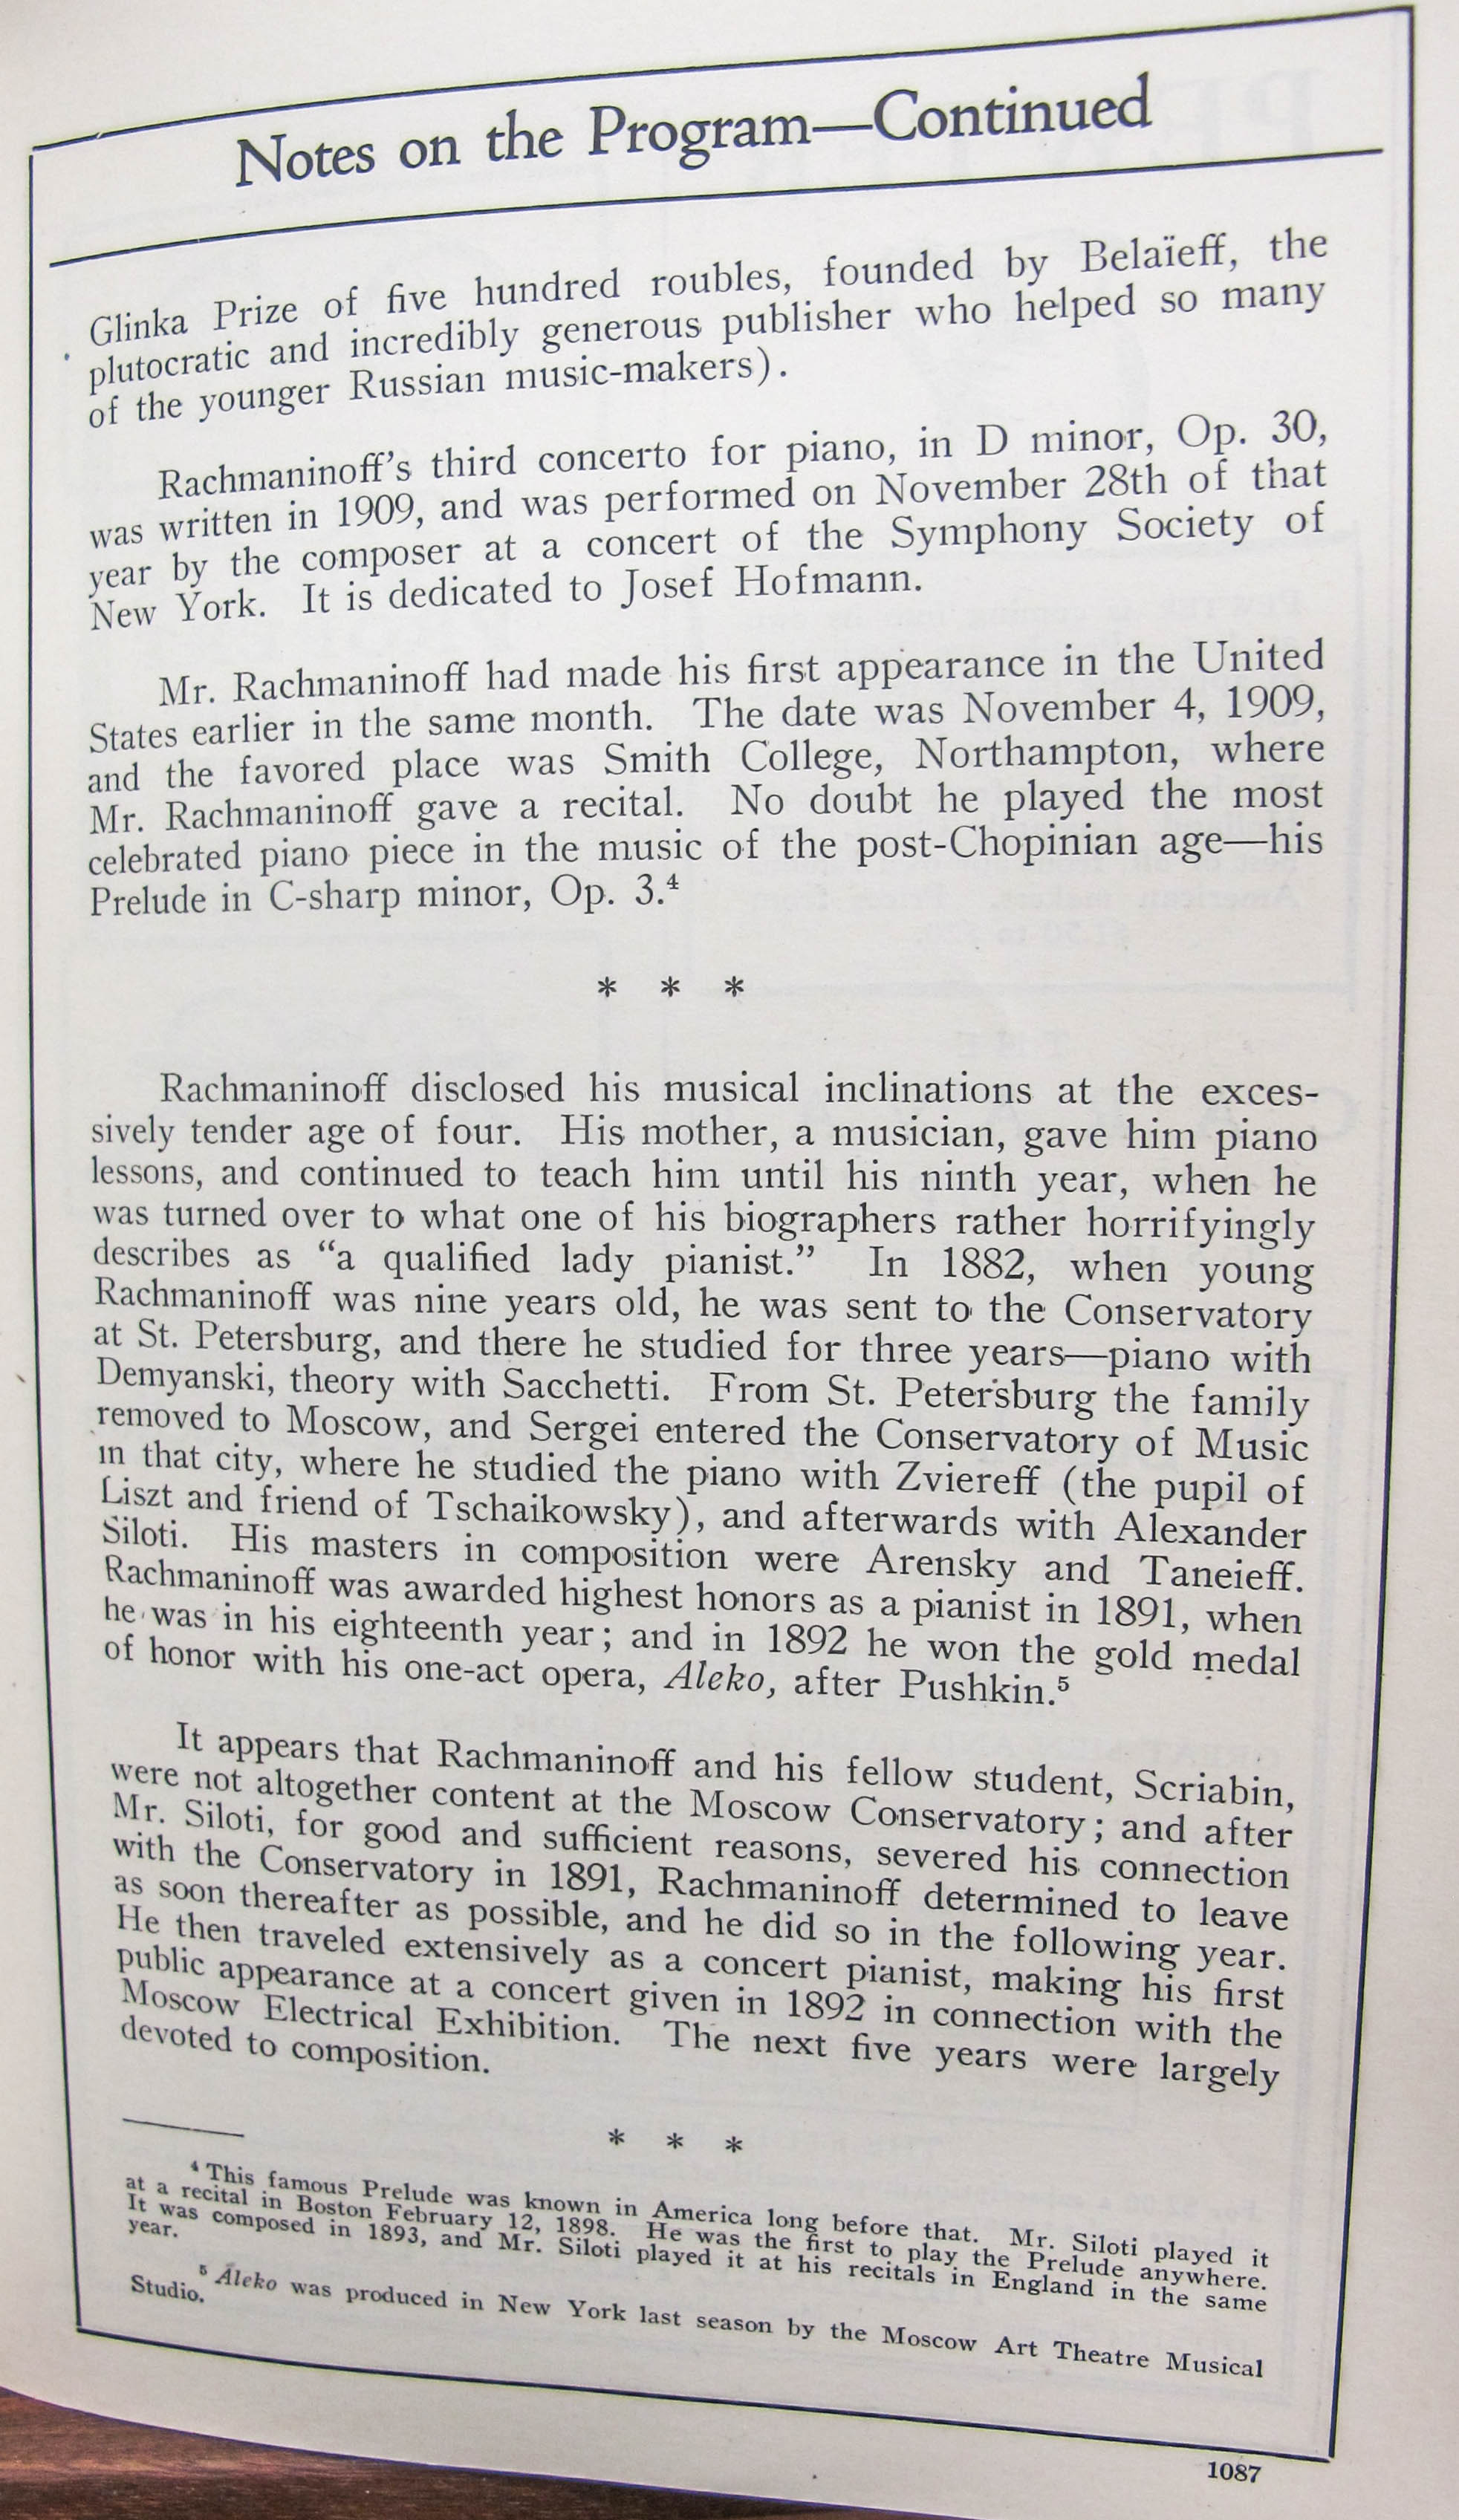 Notes on the Program—Continued
Glinka Prize of five hundred roubles, founded by Belaïeff, the
plutocratic and incredibly generous publisher who helped so many
of the younger Russian music-makers).
Rachmaninoff's third concerto for piano, in D minor, Op. 30,
was written in 1909, and was performed on November 28th of that
year by the composer at a concert of the Symphony Society of
New York. It is dedicated to Josef Hofmann.
Mr. Rachmaninoff had made his first appearance in the United
States earlier in the same month. The date was November 4, 1909,
and the favored place was Smith College, Northampton, where
Mr. Rachmaninoff gave a recital. No doubt he played the most
celebrated piano piece in the music of the post-Chopinian age—his
Prelude in C-sharp minor, Op. 3.⁴
* * *
Rachmaninoff disclosed his musical inclinations at the exces-
sively tender age of four. His mother, a musician, gave him piano
lessons, and continued to teach him until his ninth year, when he
was turned over to what one of his biographers rather horrifyingly
describes as “a qualified lady pianist.” In 1882, when young
Rachmaninoff was nine years old, he was sent to the Conservatory
at St. Petersburg, and there he studied for three years—piano with
Demyanski, theory with Sacchetti. From St. Petersburg the family
removed to Moscow, and Sergei entered the Conservatory of Music
in that city, where he studied the piano with Zviereff (the pupil of
Liszt and friend of Tschaikowsky), and afterwards with Alexander
Siloti. His masters in composition were Arensky and Taneieff.
Rachmaninoff was awarded highest honors as a pianist in 1891, when
he was in his eighteenth year; and in 1892 he won the gold medal
of honor with his one-act opera, Aleko, after Pushkin.⁵
It appears that Rachmaninoff and his fellow student, Scriabin,
were not altogether content at the Moscow Conservatory; and after
Mr. Siloti, for good and sufficient reasons, severed his connection
with the Conservatory in 1891, Rachmaninoff determined to leave
as soon thereafter as possible, and he did so in the following year.
He then traveled extensively as a concert pianist, making his first
public appearance at a concert given in 1892 in connection with the
Moscow Electrical Exhibition. The next five years were largely
devoted to composition.
* * *
⁴ This famous Prelude was known in America long before that. Mr. Siloti played it
at a recital in Boston February 12, 1898. He was the first to play the Prelude anywhere.
It was composed in 1893, and Mr. Siloti played it at his recitals in England in the same
year.
⁵ Aleko was produced in New York last season by the Moscow Art Theatre Musical
Studio.
1087